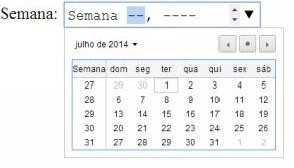 Semana: Semana --, ----
julho de 2014
Semana dom seg ter qua qui sex sáb
27 29 30 1 2 3 4 5
28 6 7 8 9 10 11 12
29 13 14 15 16 17 18 19
30 20 21 22 23 24 25 26
31 27 28 29 30 31 1 2